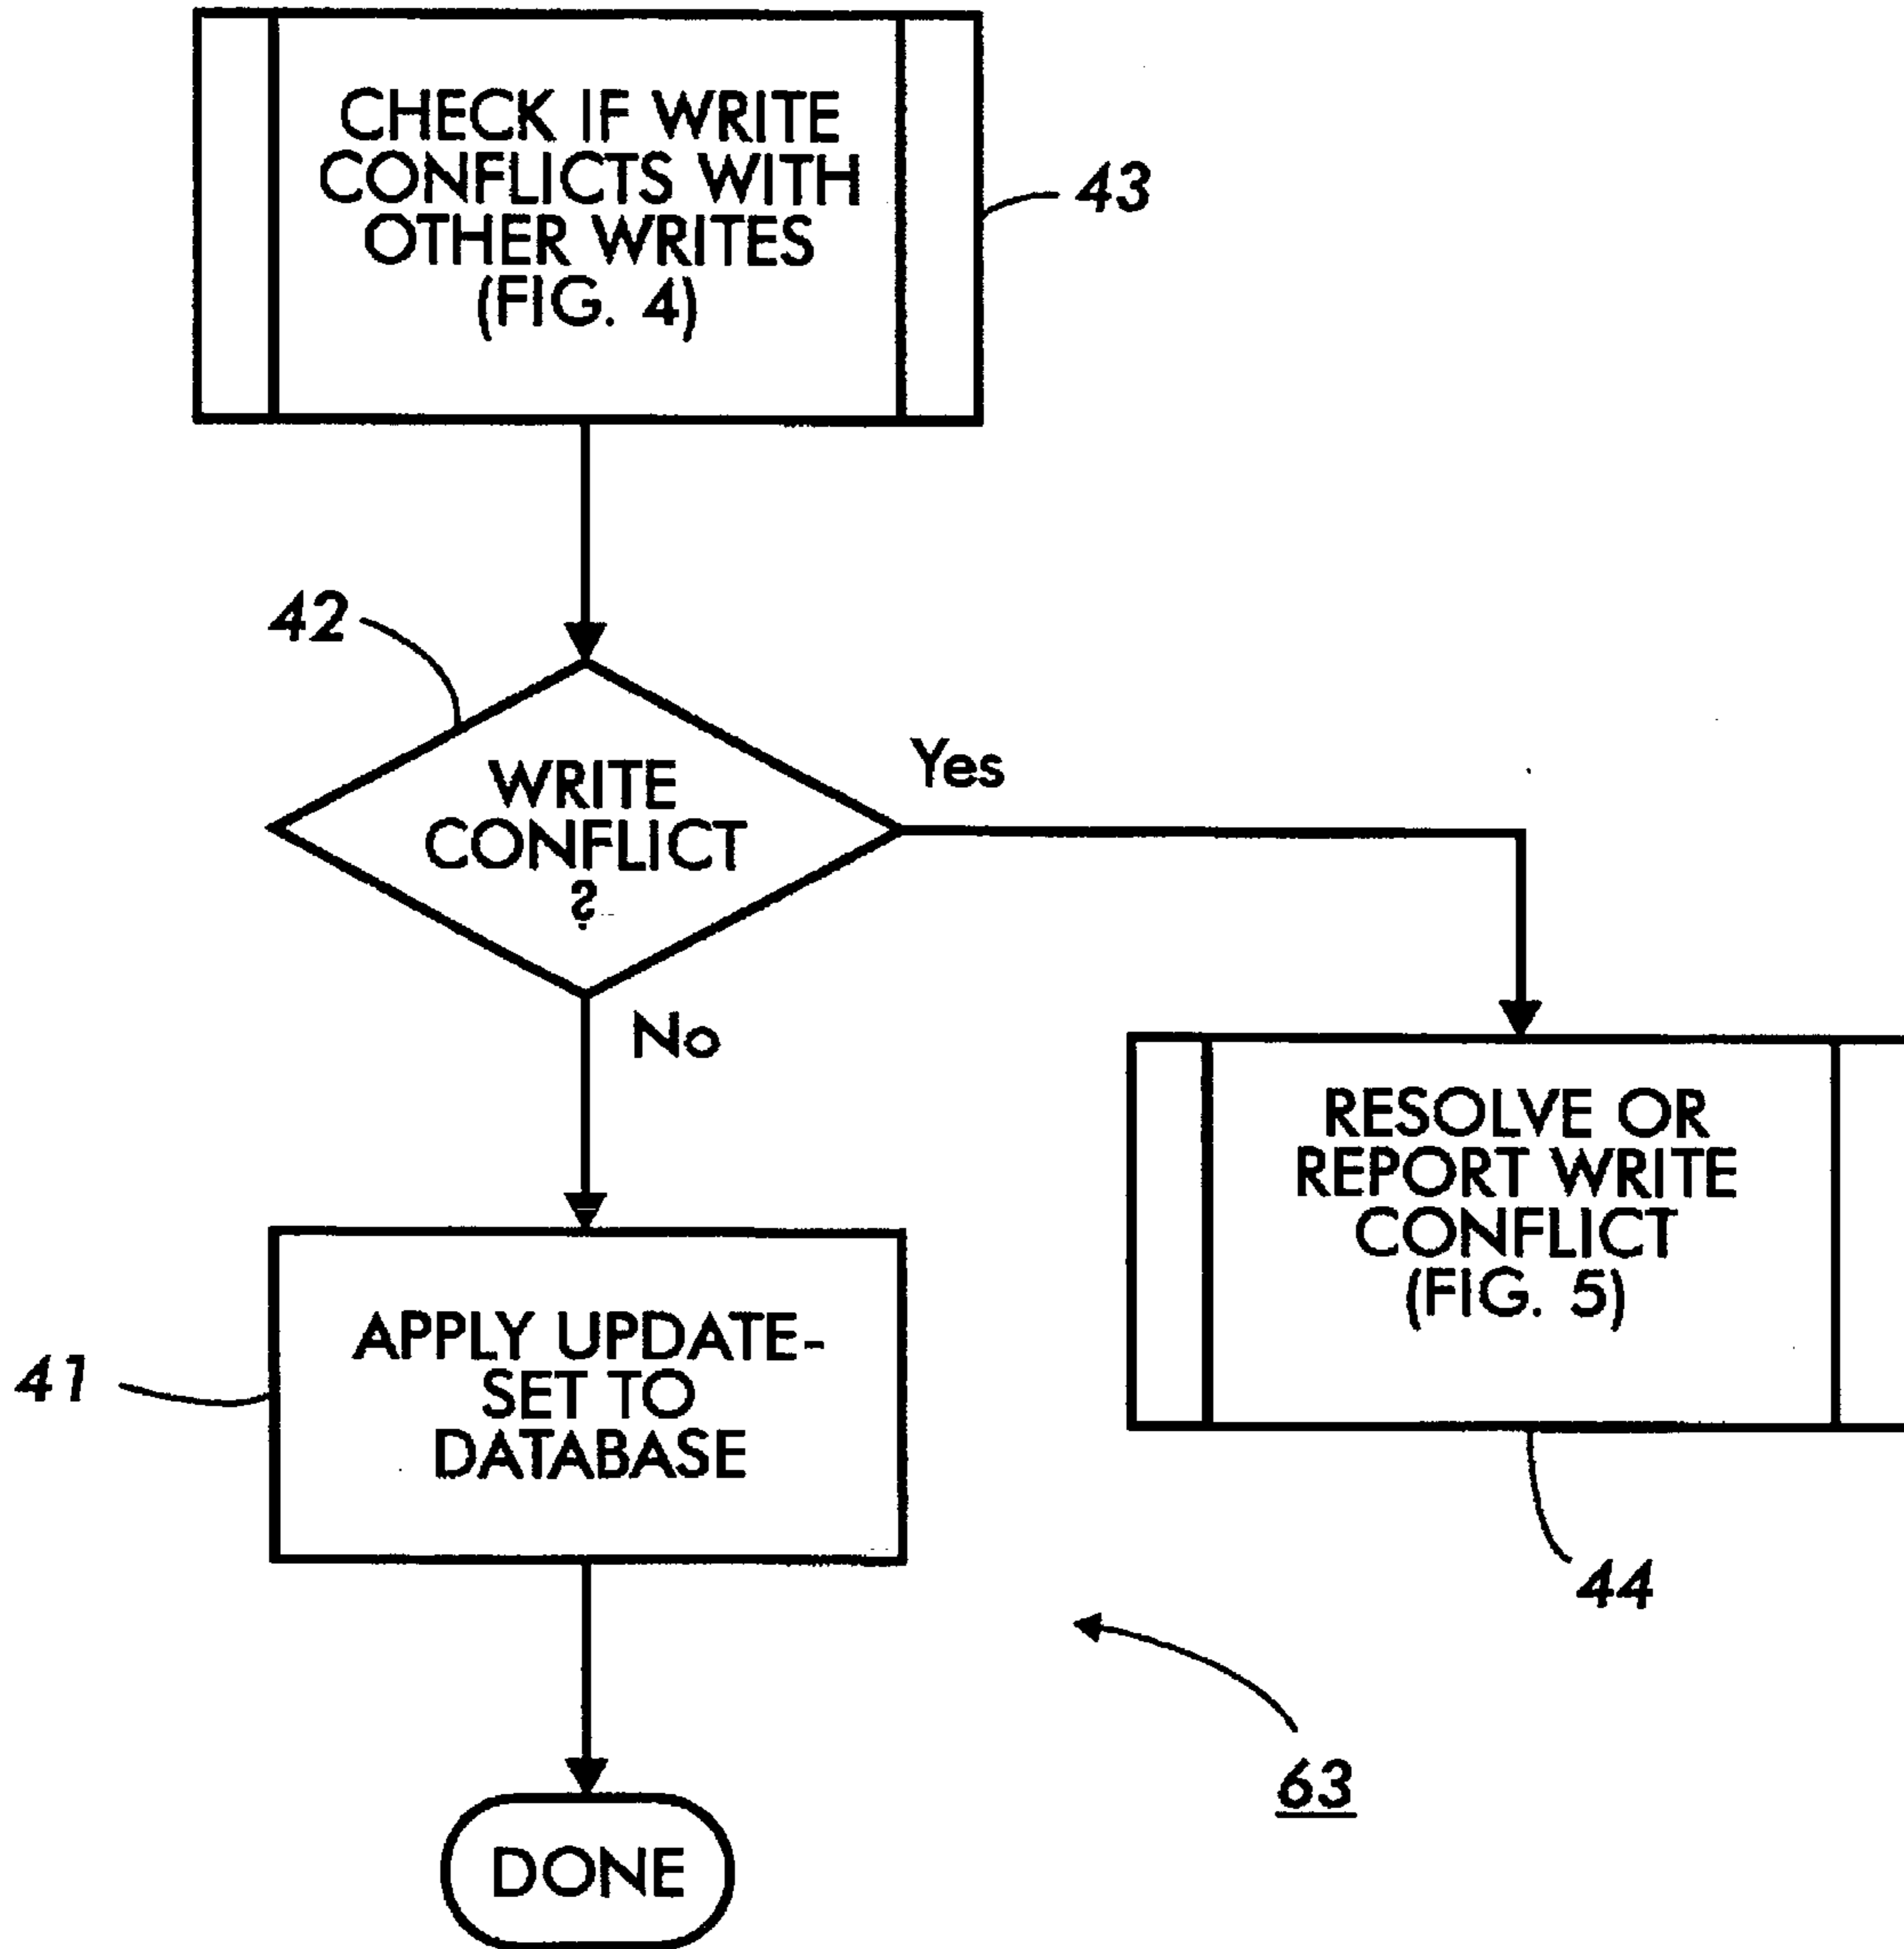 CHECK IF WRITE
CONFLICTS WITH
OTHER WRITES
(FIG. 4)
43
42
WRITE
CONFLICT
?
Yes
No
RESOLVE OR
REPORT WRITE
CONFLICT
(FIG. 5)
44
41
APPLY UPDATE-
SET TO
DATABASE
63
DONE